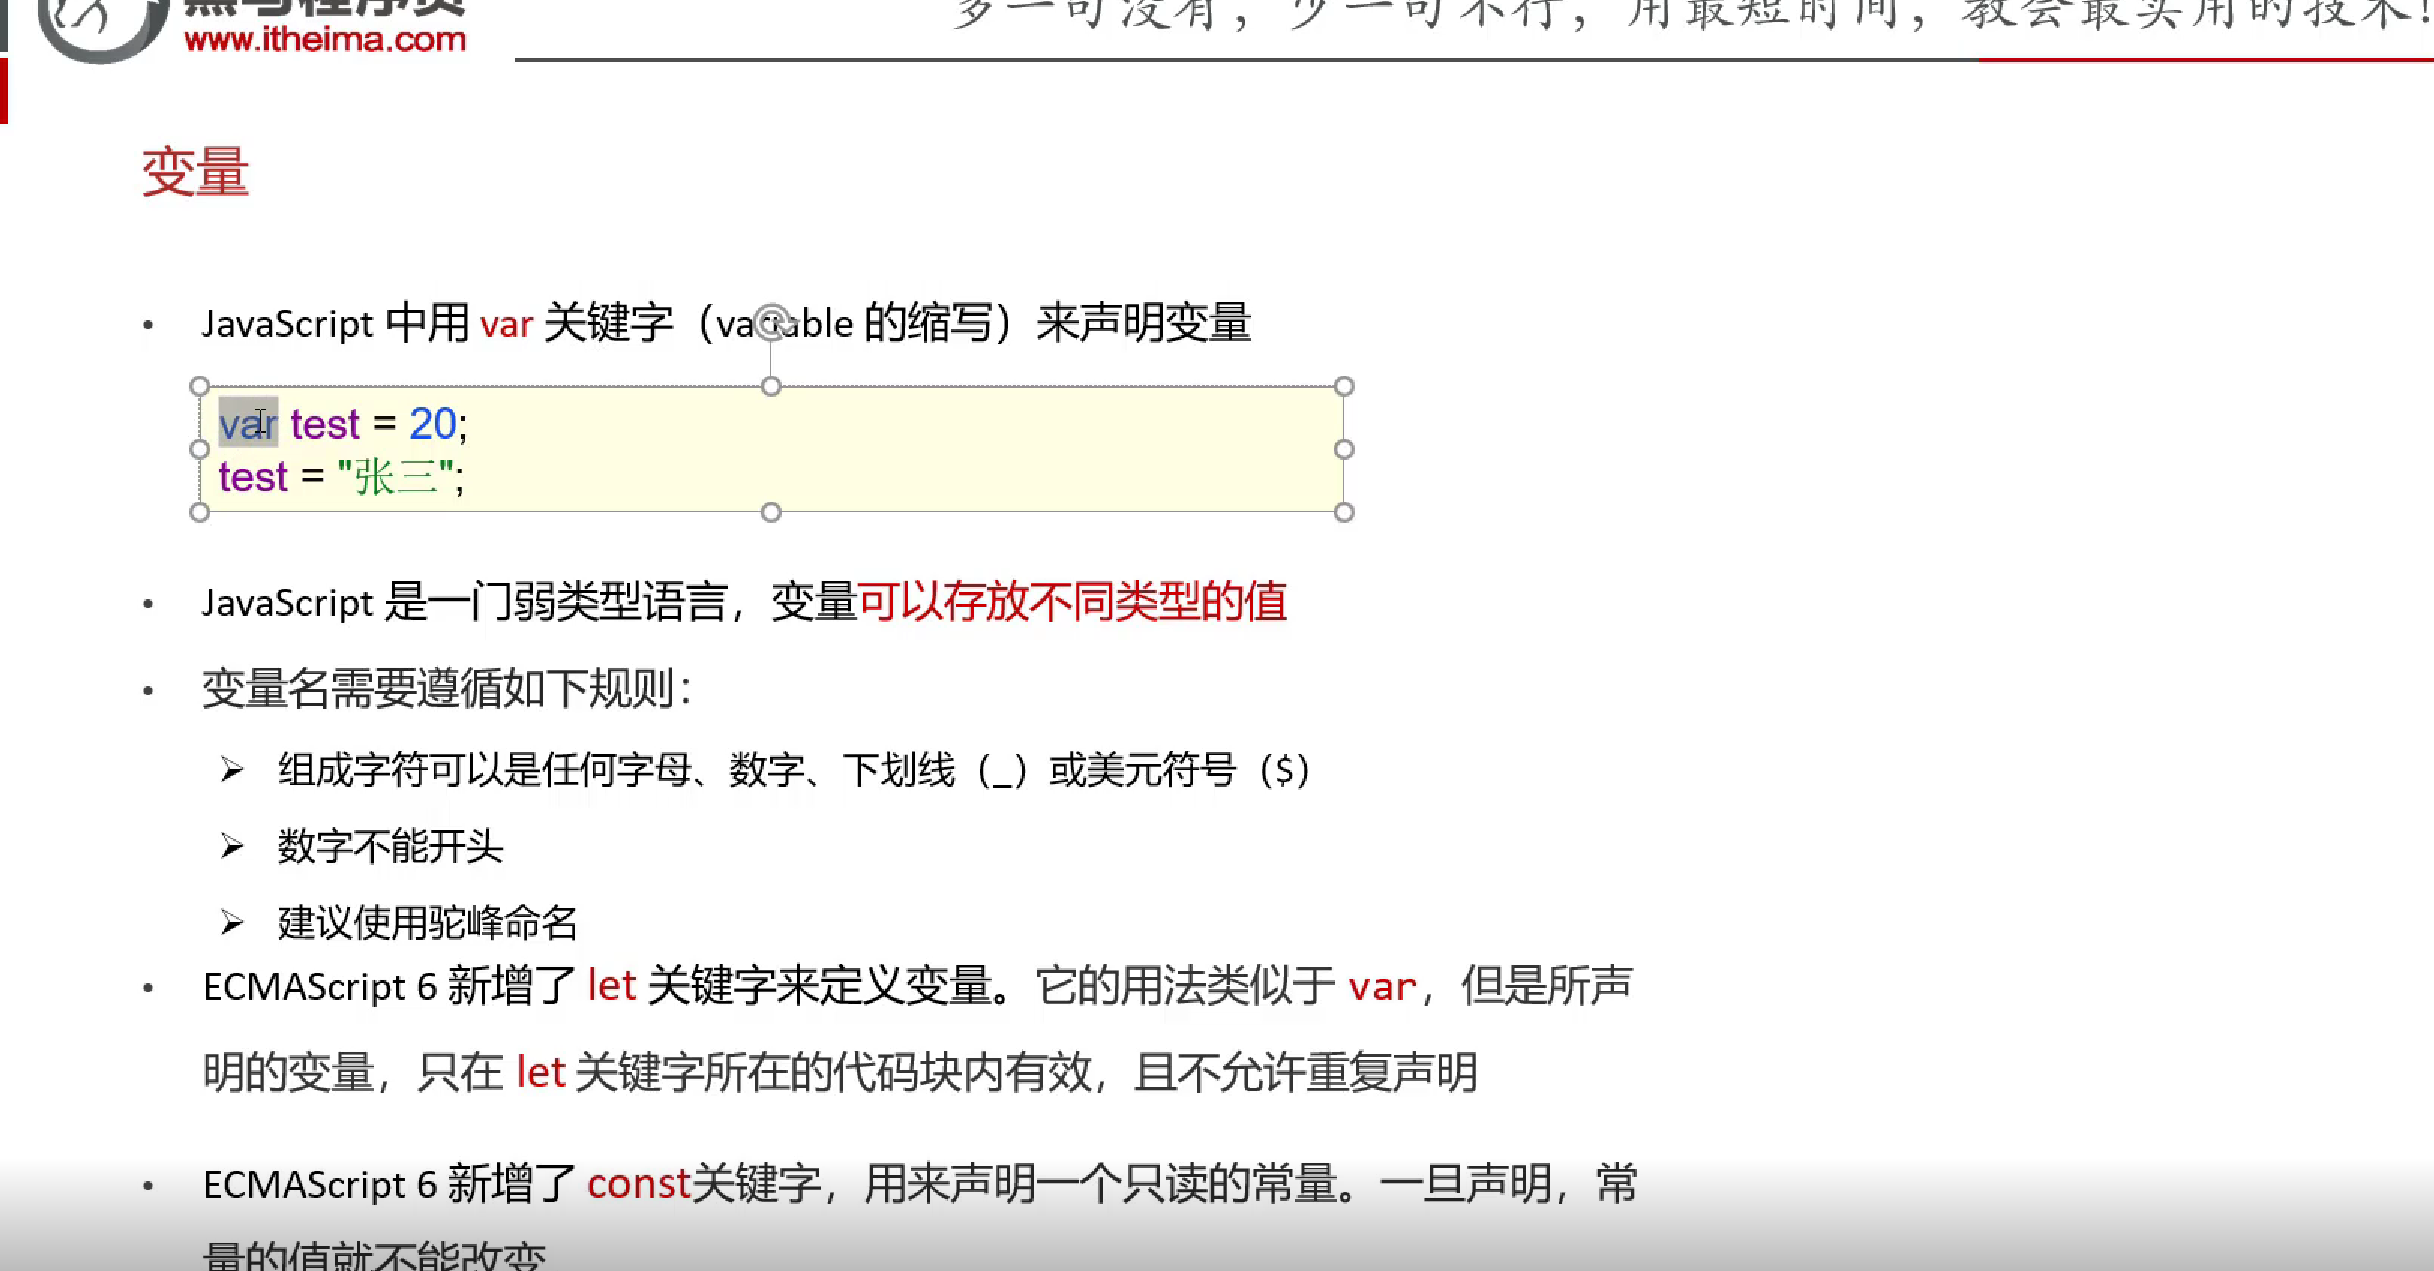 黑马程序员
www.itheima.com
多一句没有，少一句不行，用最短时间，教会最实用的技术！
变量
• JavaScript 中用 var 关键字（variable 的缩写）来声明变量
var test = 20;
test = "张三";
• JavaScript 是一门弱类型语言，变量可以存放不同类型的值
• 变量名需要遵循如下规则：
➢ 组成字符可以是任何字母、数字、下划线（_）或美元符号（$）
➢ 数字不能开头
➢ 建议使用驼峰命名
• ECMAScript 6 新增了 let 关键字来定义变量。它的用法类似于 var，但是所声
明的变量，只在 let 关键字所在的代码块内有效，且不允许重复声明
• ECMAScript 6 新增了 const关键字，用来声明一个只读的常量。一旦声明，常
量的值就不能改变